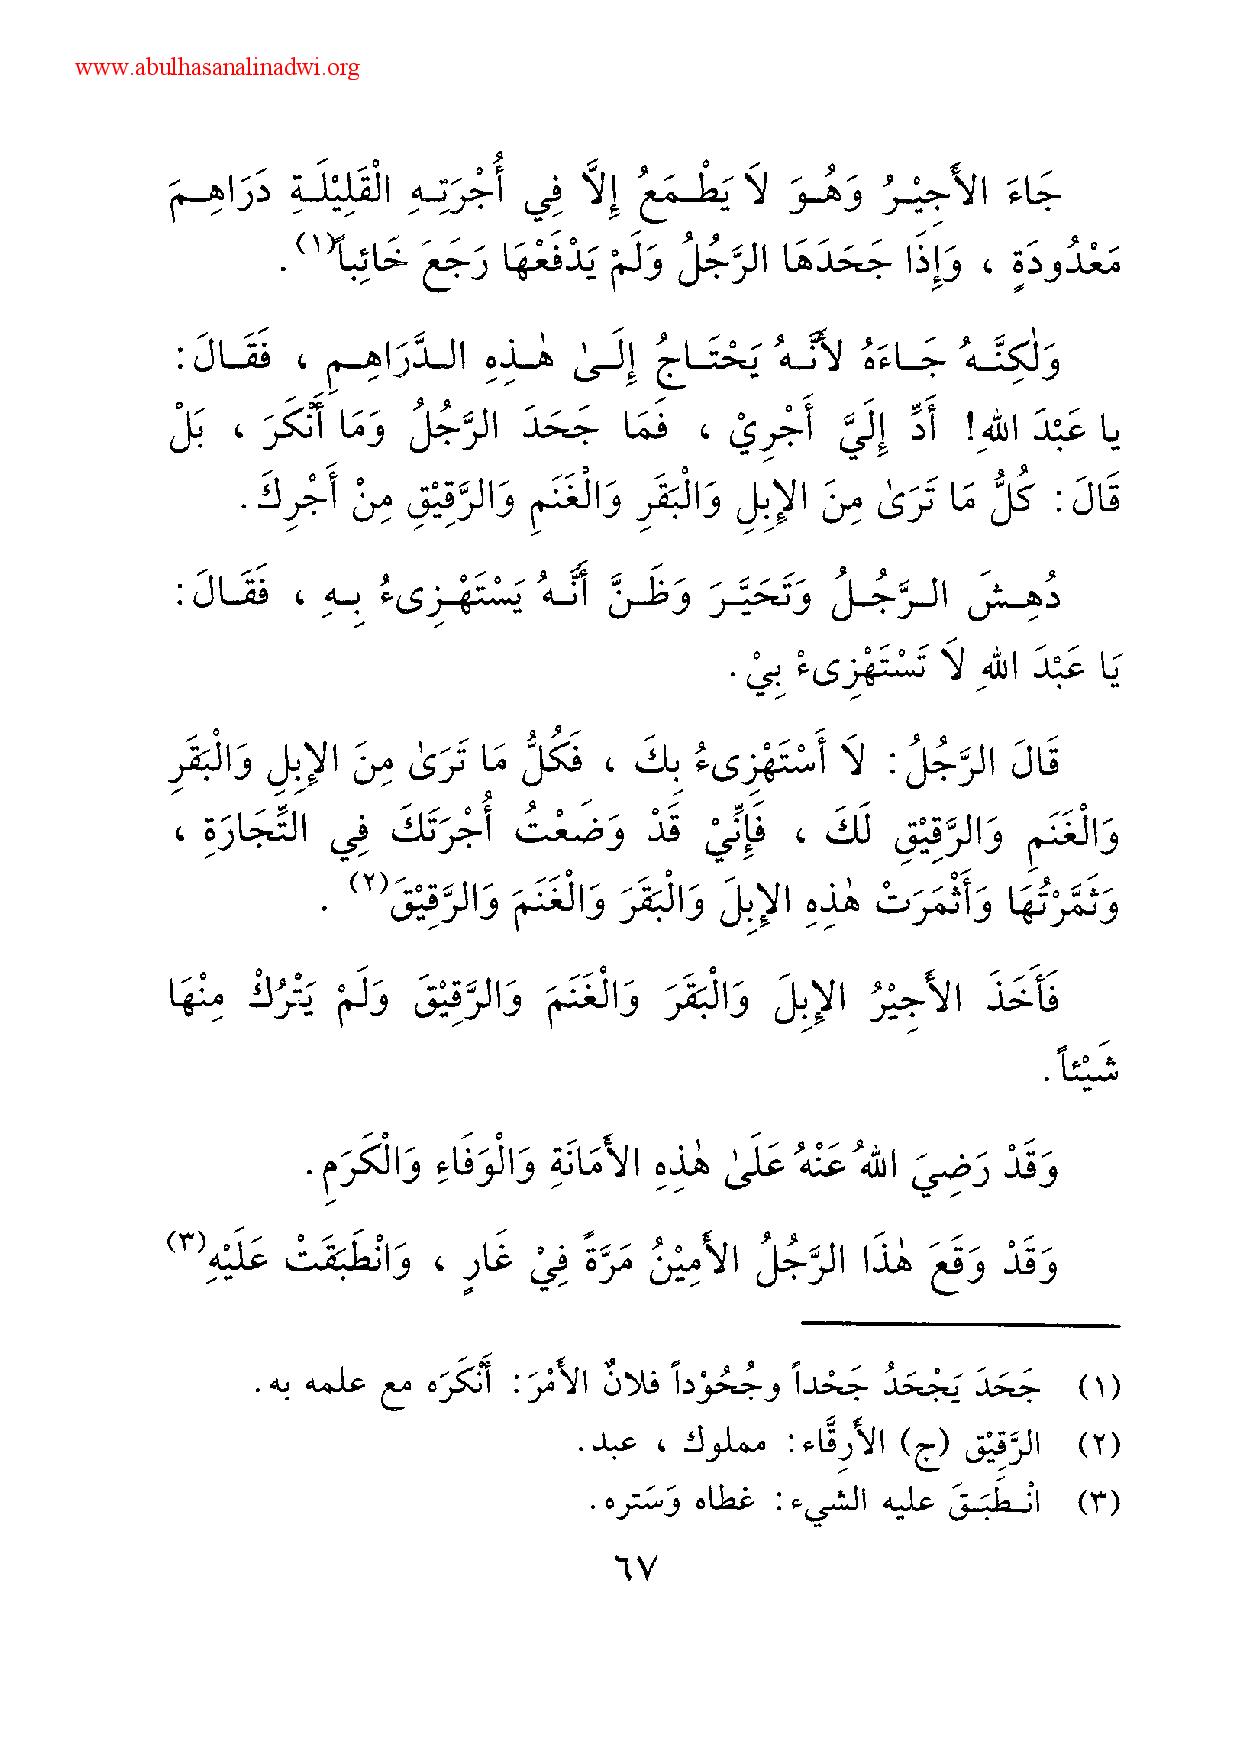 www.abulhasanalinadwi.org
جَاءَ الأَجِيْرُ وَهُوَ لاَ يَطْمَعُ إِلاَّ فِي أُجْرَتِهِ الْقَلِيْلَةِ دَرَاهِمَ
مَعْدُودَةٍ ، وَإِذَا جَحَدَهَا الرَّجُلُ وَلَمْ يَدْفَعْهَا رَجَعَ خَائِباً(١) .
وَلٰكِنَّهُ جَاءَهُ لأَنَّهُ يَحْتَاجُ إِلَىٰ هٰذِهِ الدَّرَاهِمِ ، فَقَالَ :
يا عَبْدَ اللهِ! أَدِّ إِلَيَّ أَجْرِيْ ، فَمَا جَحَدَ الرَّجُلُ وَمَا أَنْكَرَ ، بَلْ
قَالَ : كُلُّ مَا تَرَىٰ مِنَ الإِبِلِ وَالْبَقَرِ وَالْغَنَمِ وَالرَّقِيْقِ مِنْ أَجْرِكَ .
دُهِشَ الرَّجُلُ وَتَحَيَّرَ وَظَنَّ أَنَّهُ يَسْتَهْزِىءُ بِهِ ، فَقَالَ :
يَا عَبْدَ اللهِ لاَ تَسْتَهْزِىءْ بِيْ .
قَالَ الرَّجُلُ : لاَ أَسْتَهْزِىءُ بِكَ ، فَكُلُّ مَا تَرَىٰ مِنَ الإِبِلِ وَالْبَقَرِ
وَالْغَنَمِ وَالرَّقِيْقِ لَكَ ، فَإِنِّيْ قَدْ وَضَعْتُ أُجْرَتَكَ فِي التِّجَارَةِ ،
وَثَمَّرْتُهَا وَأَثْمَرَتْ هٰذِهِ الإِبِلَ وَالْبَقَرَ وَالْغَنَمَ وَالرَّقِيْقَ(٢) .
فَأَخَذَ الأَجِيْرُ الإِبِلَ وَالْبَقَرَ وَالْغَنَمَ وَالرَّقِيْقَ وَلَمْ يَتْرُكْ مِنْهَا
شَيْئاً .
وَقَدْ رَضِيَ اللهُ عَنْهُ عَلَىٰ هٰذِهِ الأَمَانَةِ وَالْوَفَاءِ وَالْكَرَمِ .
وَقَدْ وَقَعَ هٰذَا الرَّجُلُ الأَمِيْنُ مَرَّةً فِيْ غَارٍ ، وَانْطَبَقَتْ عَلَيْهِ(٣)
(١) جَحَدَ يَجْحَدُ جَحْداً وجُحُوْداً فلانٌ الأَمْرَ : أَنْكَرَه مع علمه به .
(٢) الرَّقِيْق (ج) الأَرِقَّاء : مملوك ، عبد .
(٣) انْطَبَقَ عليه الشيء : غطاه وَسَتره .
٦٧